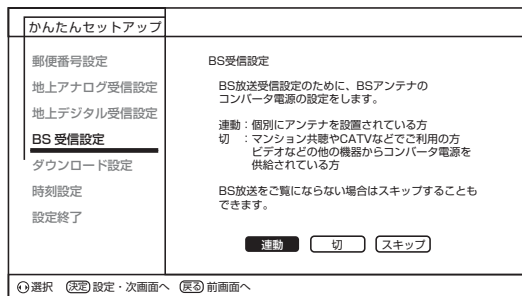 かんたんセットアップ
郵便番号設定
地上アナログ受信設定
地上デジタル受信設定
BS 受信設定
ダウンロード設定
時刻設定
設定終了
BS受信設定
BS放送受信設定のために、BSアンテナの
コンバータ電源の設定をします。
連動：個別にアンテナを設置されている方
切　：マンション共聴やCATVなどでご利用の方
ビデオなどの他の機器からコンバータ電源を
供給されている方
BS放送をご覧にならない場合はスキップすることも
できます。
連動　切　スキップ
選択　決定 設定・次画面へ　戻る 前画面へ